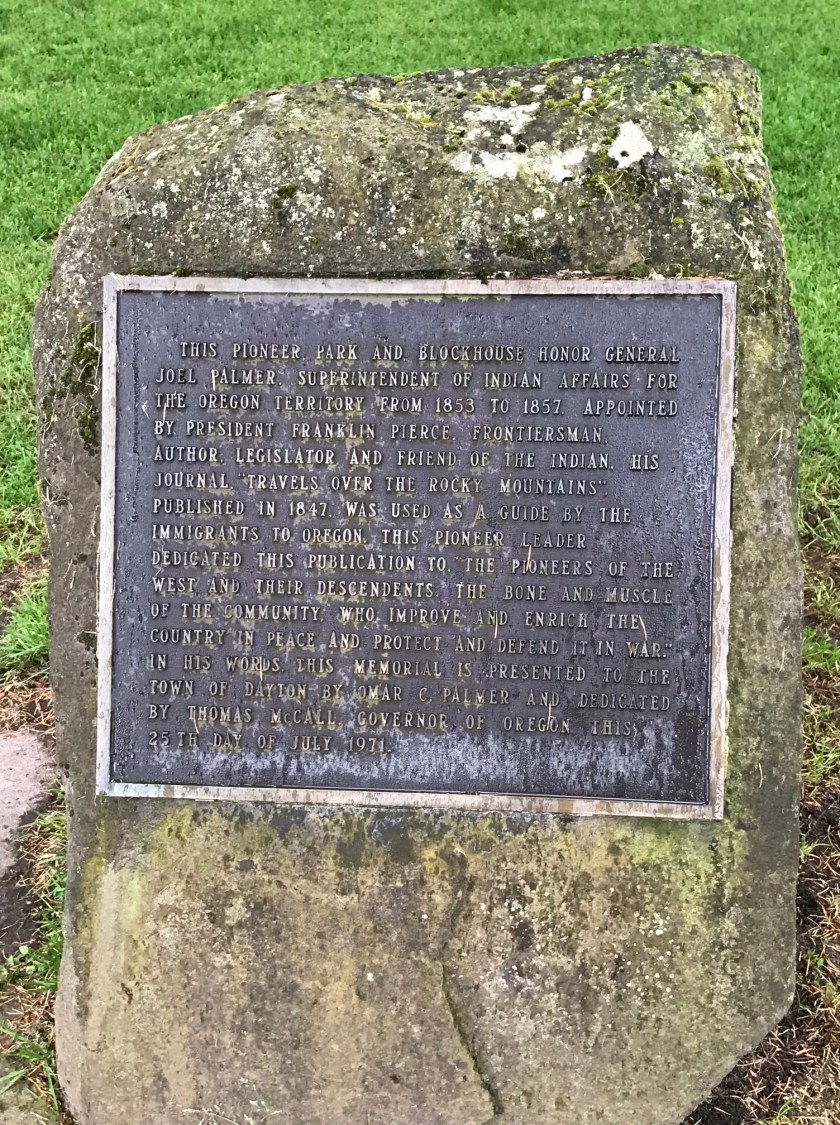 THIS PIONEER PARK AND BLOCKHOUSE HONOR GENERAL
JOEL PALMER, SUPERINTENDENT OF INDIAN AFFAIRS FOR
THE OREGON TERRITORY FROM 1853 TO 1857, APPOINTED
BY PRESIDENT FRANKLIN PIERCE. FRONTIERSMAN,
AUTHOR, LEGISLATOR AND FRIEND OF THE INDIAN, HIS
JOURNAL, "TRAVELS OVER THE ROCKY MOUNTAINS",
PUBLISHED IN 1847, WAS USED AS A GUIDE BY THE
IMMIGRANTS TO OREGON. THIS PIONEER LEADER
DEDICATED THIS PUBLICATION TO, "THE PIONEERS OF THE
WEST AND THEIR DESCENDENTS, THE BONE AND MUSCLE
OF THE COMMUNITY, WHO IMPROVE AND ENRICH THE
COUNTRY IN PEACE AND PROTECT AND DEFEND IT IN WAR."
IN HIS WORDS, THIS MEMORIAL IS PRESENTED TO THE
TOWN OF DAYTON BY OMAR C. PALMER AND DEDICATED
BY THOMAS McCALL, GOVERNOR OF OREGON, THIS
25TH DAY OF JULY 1971.